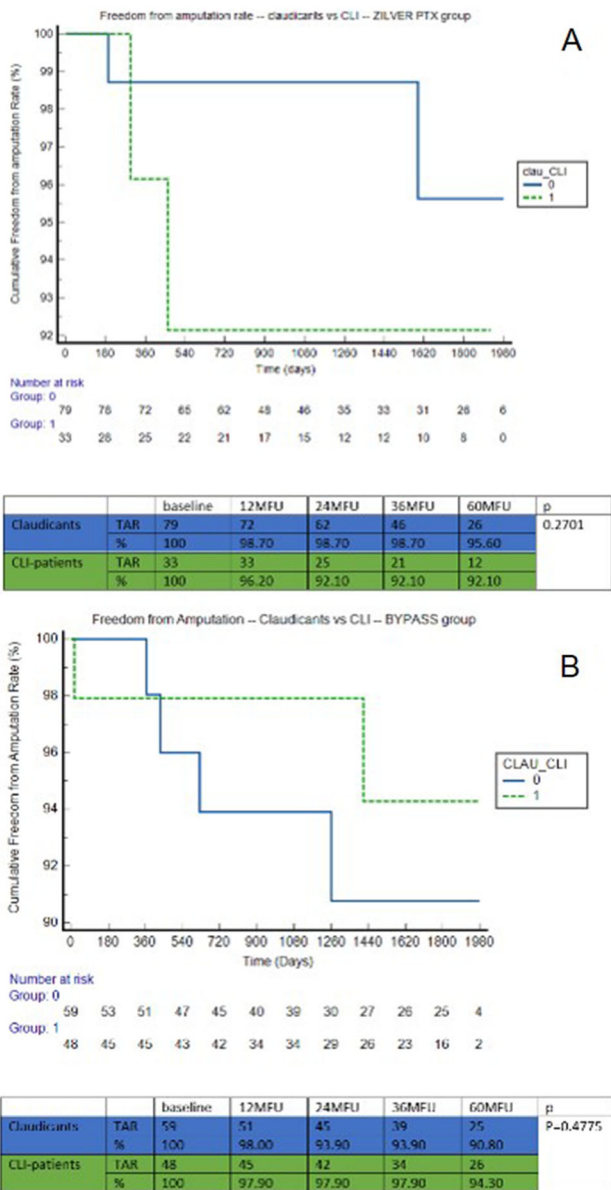 Freedom from amputation rate -- claudicants vs CLI -- ZILVER PTX group
A
Cumulative Freedom from amputation Rate (%)
100
99
98
97
96
95
94
93
92
clau_CLI
0
1
0 180 360 540 720 900 1080 1260 1440 1620 1800 1980
Time (days)
Number at risk
Group: 0
79 76 72 65 62 48 46 35 33 31 26 6
Group: 1
33 26 25 22 21 17 15 12 12 10 8 0
baseline 12MFU 24MFU 36MFU 60MFU p
Claudicants TAR 79 72 62 46 26 0.2701
% 100 98.70 98.70 98.70 95.60
CLI-patients TAR 33 33 25 21 12
% 100 96.20 92.10 92.10 92.10
Freedom from Amputation -- Claudicants vs CLI -- BYPASS group
B
Cumulative Freecom from Amputation Rate (%)
100
98
96
94
92
90
CLAU_CLI
0
1
0 180 360 540 720 900 1080 1260 1440 1620 1800 1980
Time (Days)
Number at risk
Group: 0
59 53 51 47 45 40 39 30 27 26 25 4
Group: 1
48 45 45 43 42 34 34 29 26 23 16 2
baseline 12MFU 24MFU 36MFU 60MFU p
Claudicants TAR 59 51 45 39 25 P=0.4775
% 100 98.00 93.90 93.90 90.80
CLI-patients TAR 48 45 42 34 26
% 100 97.90 97.90 97.90 94.30